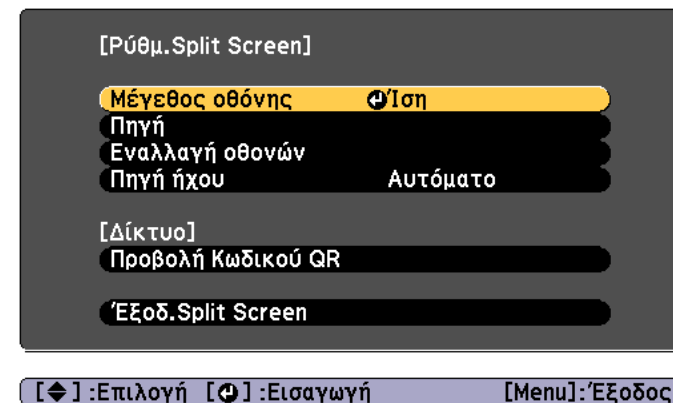 [Ρύθμ.Split Screen]
Μέγεθος οθόνης Ίση
Πηγή
Εναλλαγή οθονών
Πηγή ήχου Αυτόματο
[Δίκτυο]
Προβολή Κωδικού QR
Έξοδ.Split Screen
[ ] :Επιλογή [ ] :Εισαγωγή [Menu]:Έξοδος